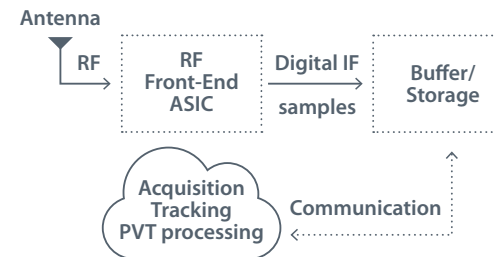 Antenna
RF
RF
Front-End
ASIC
Digital IF
samples
Buffer/
Storage
Acquisition
Tracking
PVT processing
Communication